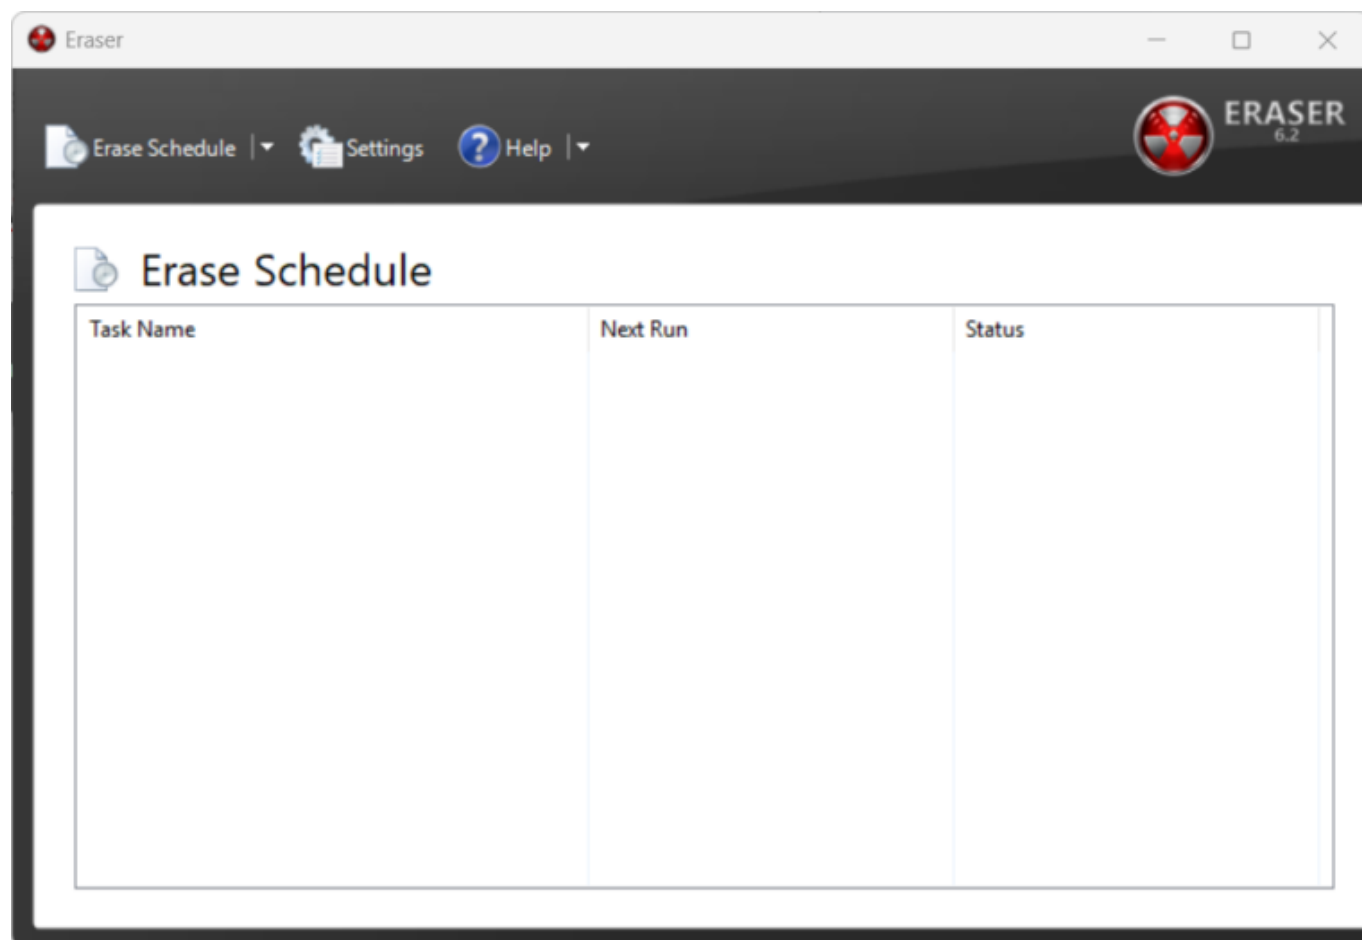 Eraser
ERASER
6.2
Erase Schedule Settings ? Help
Erase Schedule
Task Name Next Run Status